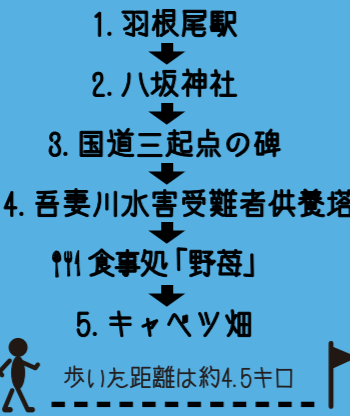 1. 羽根尾駅
2. 八坂神社
3. 国道三起点の碑
4. 吾妻川水害受難者供養塔
食事処「野苺」
5. キャベツ畑
歩いた距離は約4.5キロ